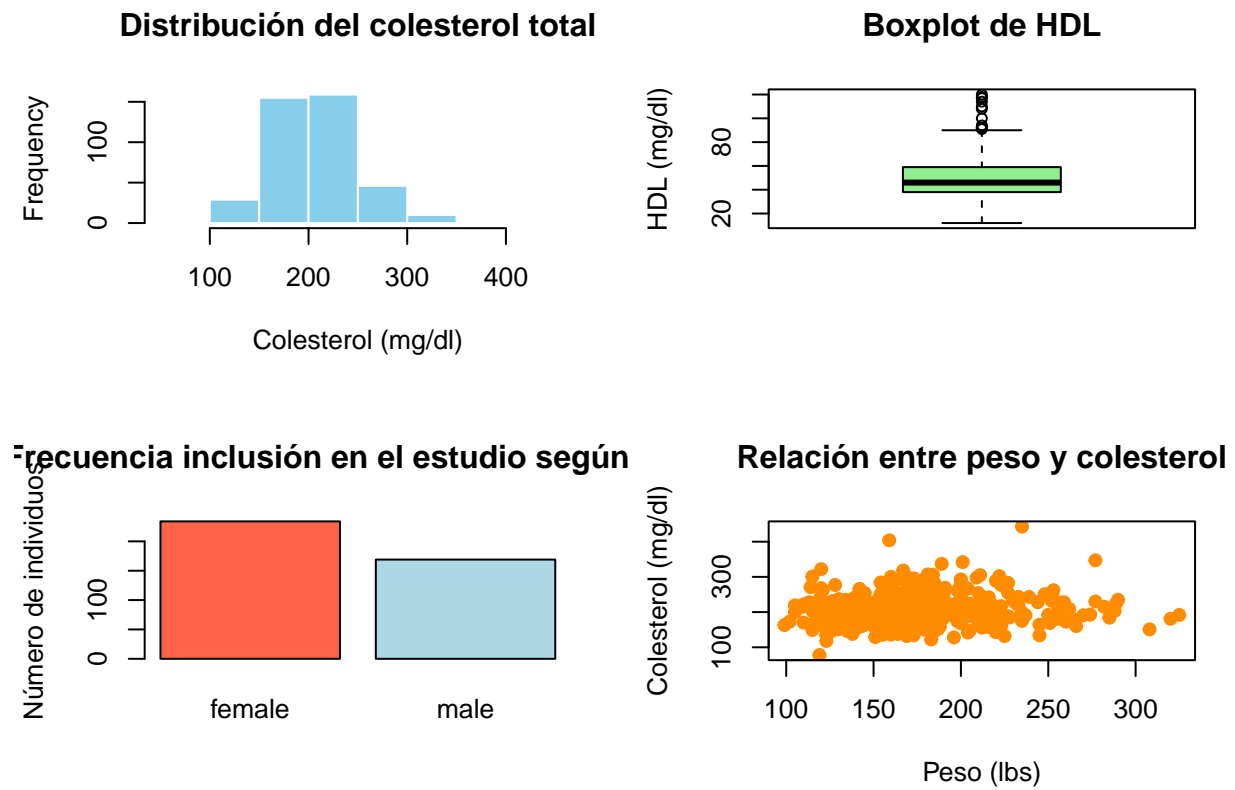 Distribución del colesterol total
Frequency
100
0
100 200 300 400
Colesterol (mg/dl)
Boxplot de HDL
HDL (mg/dl)
80
20
Frecuencia inclusión en el estudio según
Número de individuos
100
0
female male
Relación entre peso y colesterol
Colesterol (mg/dl)
300
100
100 150 200 250 300
Peso (lbs)